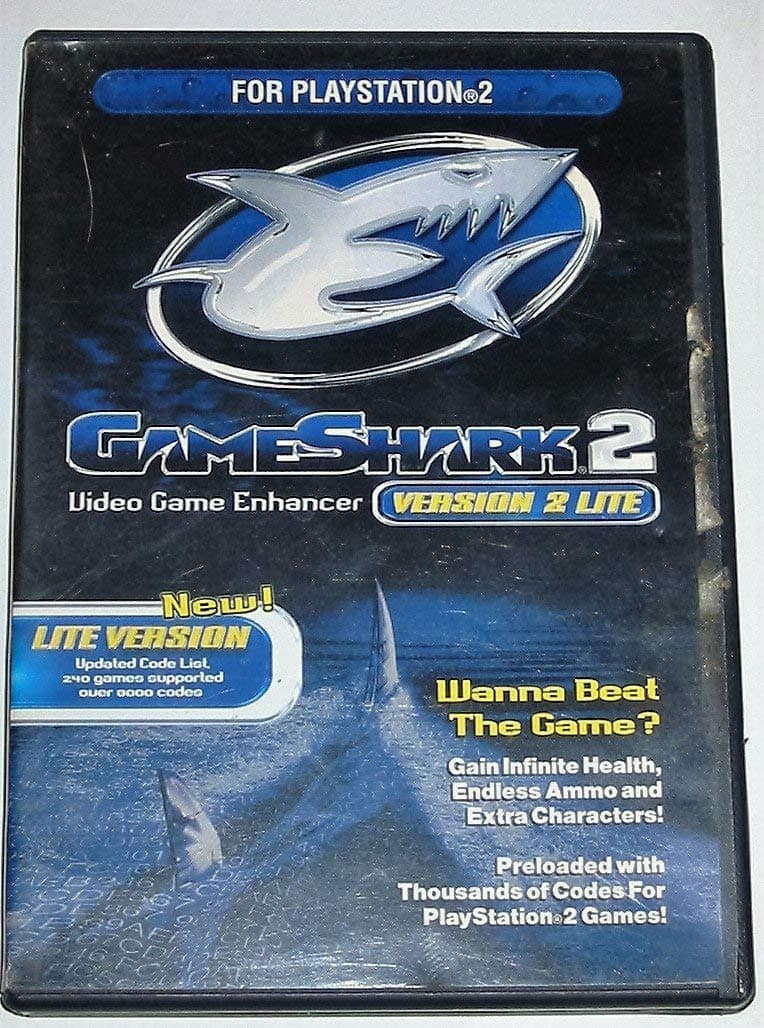 FOR PLAYSTATION®2
GAMESHARK®2
Video Game Enhancer VERSION 2 LITE
New!
LITE VERSION
Updated Code List
240 games supported
over 8000 codes
Wanna Beat
The Game?
Gain Infinite Health,
Endless Ammo and
Extra Characters!
Preloaded with
Thousands of Codes For
PlayStation®2 Games!